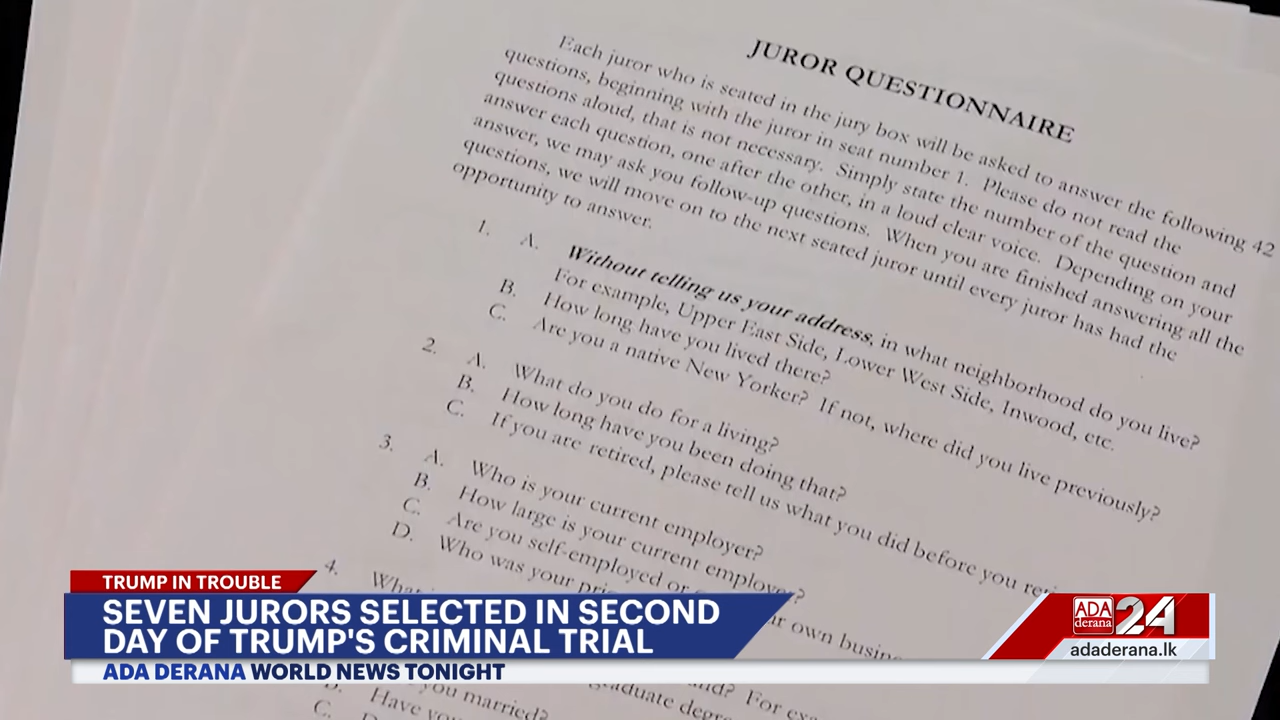 JUROR QUESTIONNAIRE
Each juror who is seated in the jury box will be asked to answer the following 42
questions, beginning with the juror in seat number 1. Please do not read the
questions aloud, that is not necessary. Simply state the number of the question and
answer each question, one after the other, in a loud clear voice. Depending on your
answer, we may ask you follow-up questions. When you are finished answering all the
questions, we will move on to the next seated juror until every juror has had the
opportunity to answer.
1. A. Without telling us your address, in what neighborhood do you live?
For example, Upper East Side, Lower West Side, Inwood, etc.
B. How long have you lived there?
C. Are you a native New Yorker? If not, where did you live previously?
2. A. What do you do for a living?
B. How long have you been doing that?
C. If you are retired, please tell us what you did before you
3. A. Who is your current employer?
B. How large is your current employer?
C. Are you self-employed or own busin
D. Who was your
4.
For
graduate
you married?
C.
TRUMP IN TROUBLE
SEVEN JURORS SELECTED IN SECOND
DAY OF TRUMP'S CRIMINAL TRIAL
ADA DERANA WORLD NEWS TONIGHT
ADA
derana
24
adaderana.lk